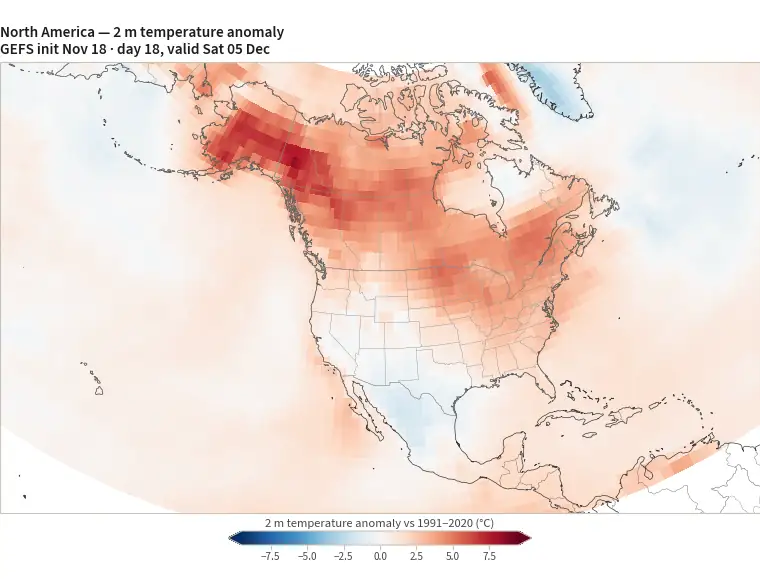 North America — 2 m temperature anomaly
GEFS init Nov 18 · day 18, valid Sat 05 Dec
2 m temperature anomaly vs 1991–2020 (°C)
−7.5 −5.0 −2.5 0.0 2.5 5.0 7.5